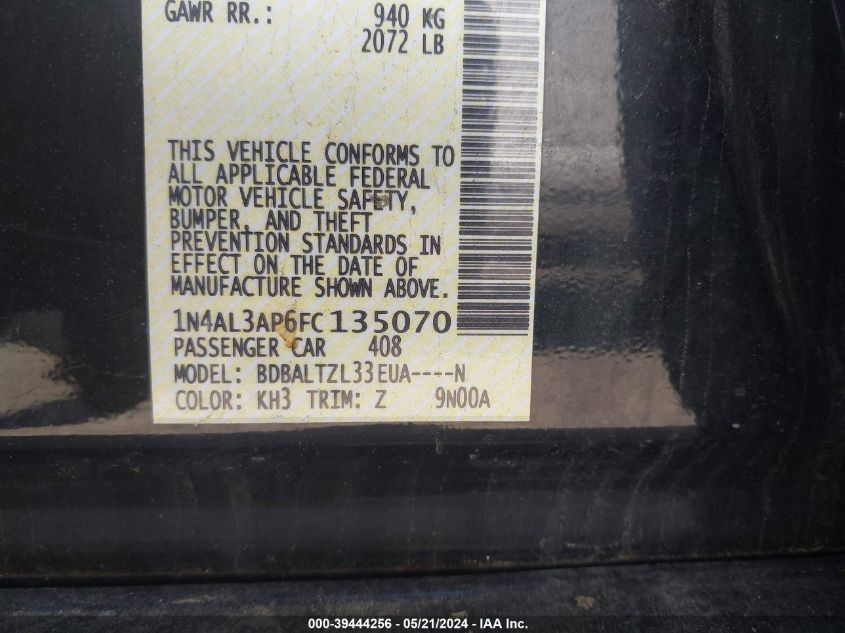 GAWR RR.: 940 KG
2072 LB
THIS VEHICLE CONFORMS TO
ALL APPLICABLE FEDERAL
MOTOR VEHICLE SAFETY,
BUMPER, AND THEFT
PREVENTION STANDARDS IN
EFFECT ON THE DATE OF
MANUFACTURE SHOWN ABOVE.
1N4AL3AP6FC135070
PASSENGER CAR 408
MODEL: BDBALTZL33EUA----N
COLOR: KH3 TRIM: Z 9N00A
000-39444256 - 05/21/2024 - IAA Inc.